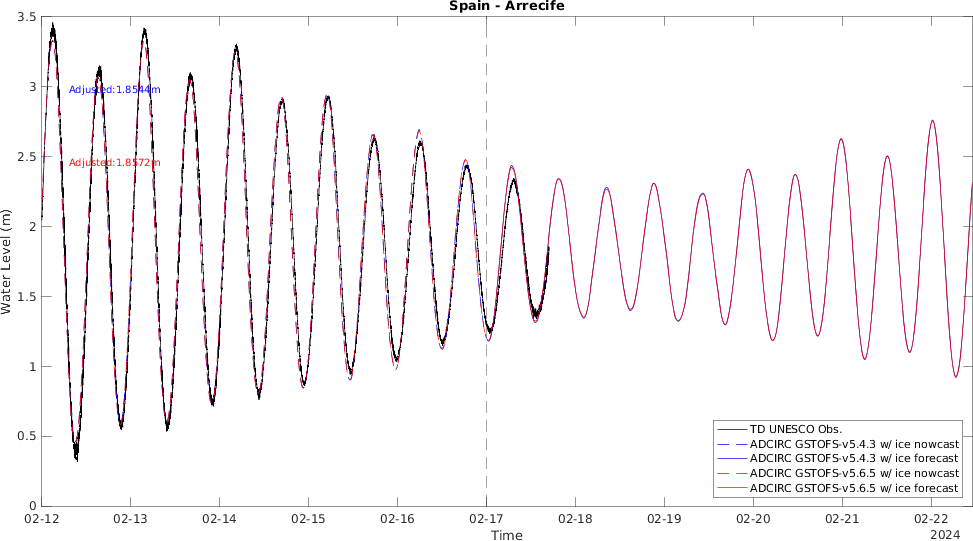 Spain - Arrecife
3.5
3
2.5
2
1.5
1
0.5
0
Water Level (m)
Adjusted:1.8544m
Adjusted:1.8572m
TD UNESCO Obs.
ADCIRC GSTOFS-v5.4.3 w/ ice nowcast
ADCIRC GSTOFS-v5.4.3 w/ ice forecast
ADCIRC GSTOFS-v5.6.5 w/ ice nowcast
ADCIRC GSTOFS-v5.6.5 w/ ice forecast
02-12 02-13 02-14 02-15 02-16 02-17 02-18 02-19 02-20 02-21 02-22
Time
2024